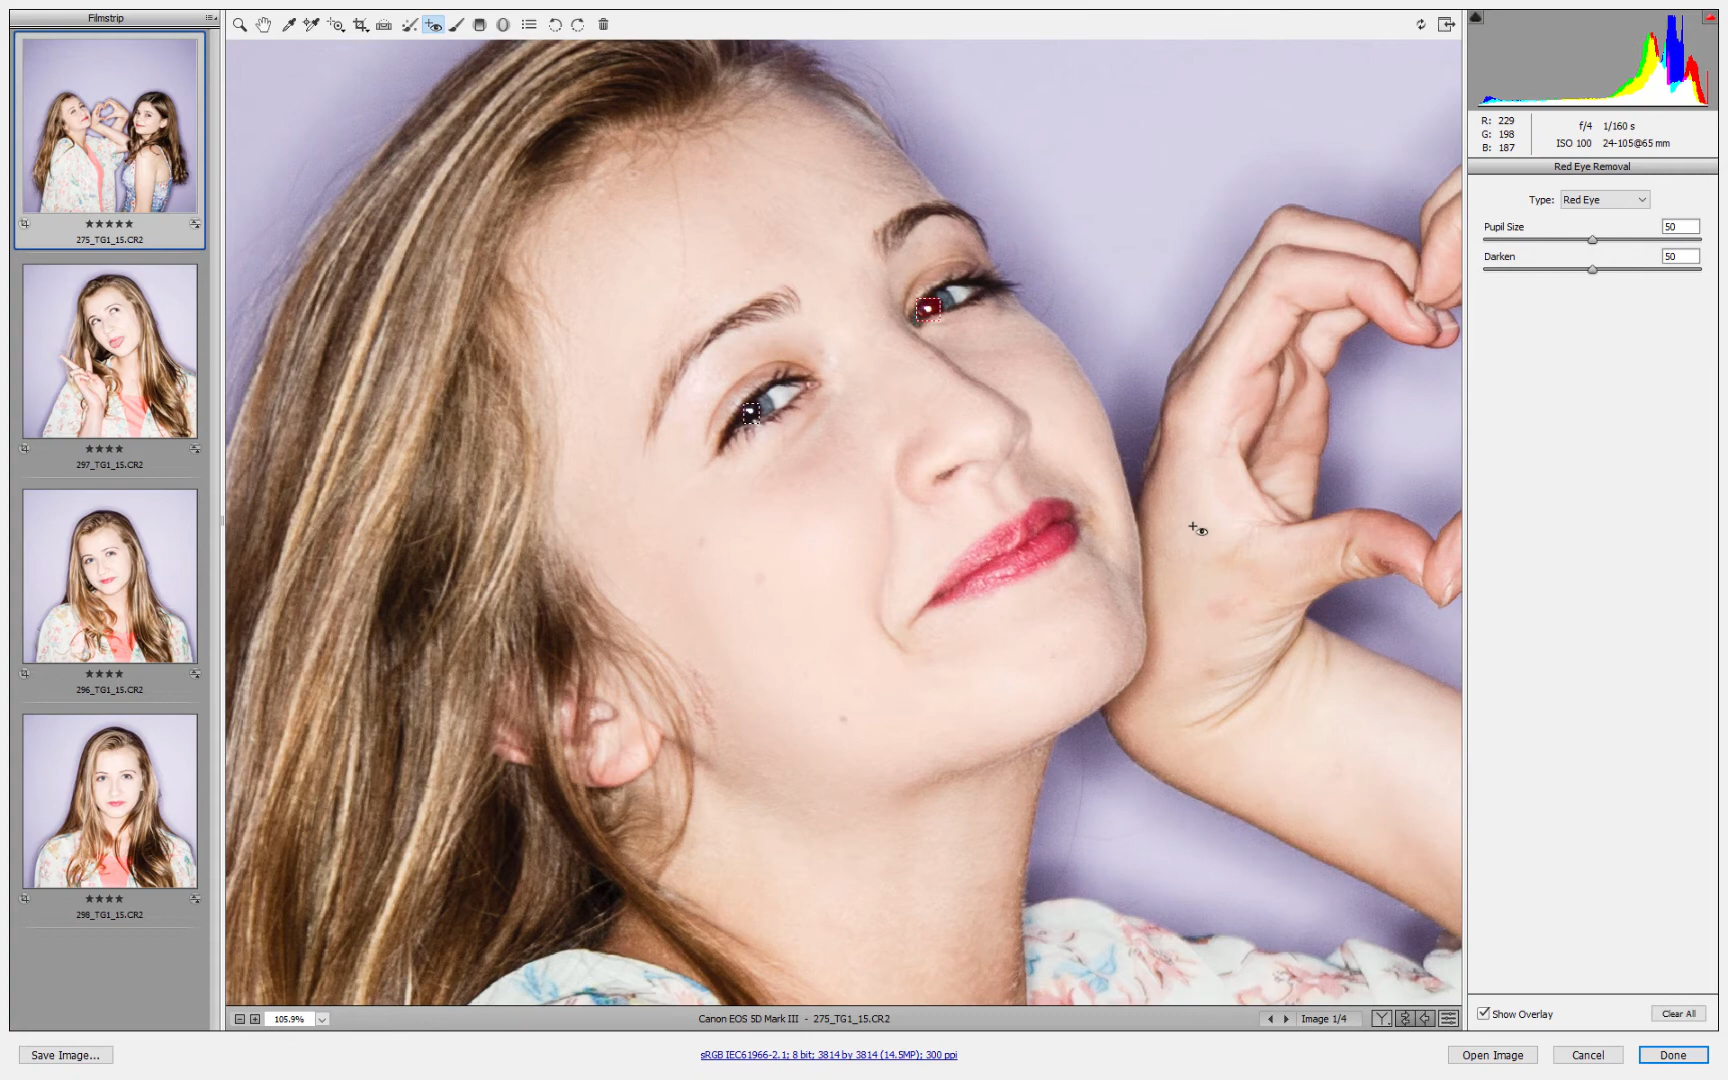 Filmstrip
★★★★★
275_TG1_15.CR2
★★★★
297_TG1_15.CR2
★★★★
296_TG1_15.CR2
★★★★
298_TG1_15.CR2
105.9%
Canon EOS 5D Mark III - 275_TG1_15.CR2
Image 1/4
Save Image...
sRGB IEC61966-2.1; 8 bit; 3814 by 3814 (14.5MP); 300 ppi
R: 229
G: 198
B: 187
f/4 1/160 s
ISO 100 24-105@65 mm
Red Eye Removal
Type: Red Eye
Pupil Size 50
Darken 50
Show Overlay
Clear All
Open Image
Cancel
Done